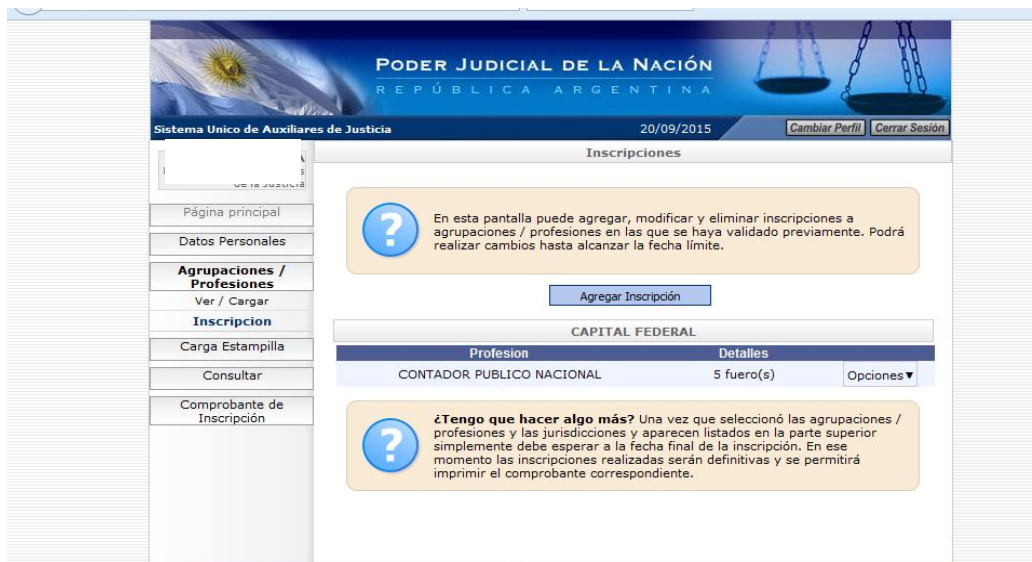 PODER JUDICIAL DE LA NACIÓN
REPÚBLICA ARGENTINA
Sistema Unico de Auxiliares de Justicia
20/09/2015
Cambiar Perfil
Cerrar Sesión
de la Justicia
Página principal
Datos Personales
Agrupaciones /
Profesiones
Ver / Cargar
Inscripcion
Carga Estampilla
Consultar
Comprobante de
Inscripción
Inscripciones
En esta pantalla puede agregar, modificar y eliminar inscripciones a
agrupaciones / profesiones en las que se haya validado previamente. Podrá
realizar cambios hasta alcanzar la fecha límite.
Agregar Inscripción
CAPITAL FEDERAL
Profesion Detalles
CONTADOR PUBLICO NACIONAL 5 fuero(s) Opciones▼
¿Tengo que hacer algo más? Una vez que seleccionó las agrupaciones /
profesiones y las jurisdicciones y aparecen listados en la parte superior
simplemente debe esperar a la fecha final de la inscripción. En ese
momento las inscripciones realizadas serán definitivas y se permitirá
imprimir el comprobante correspondiente.